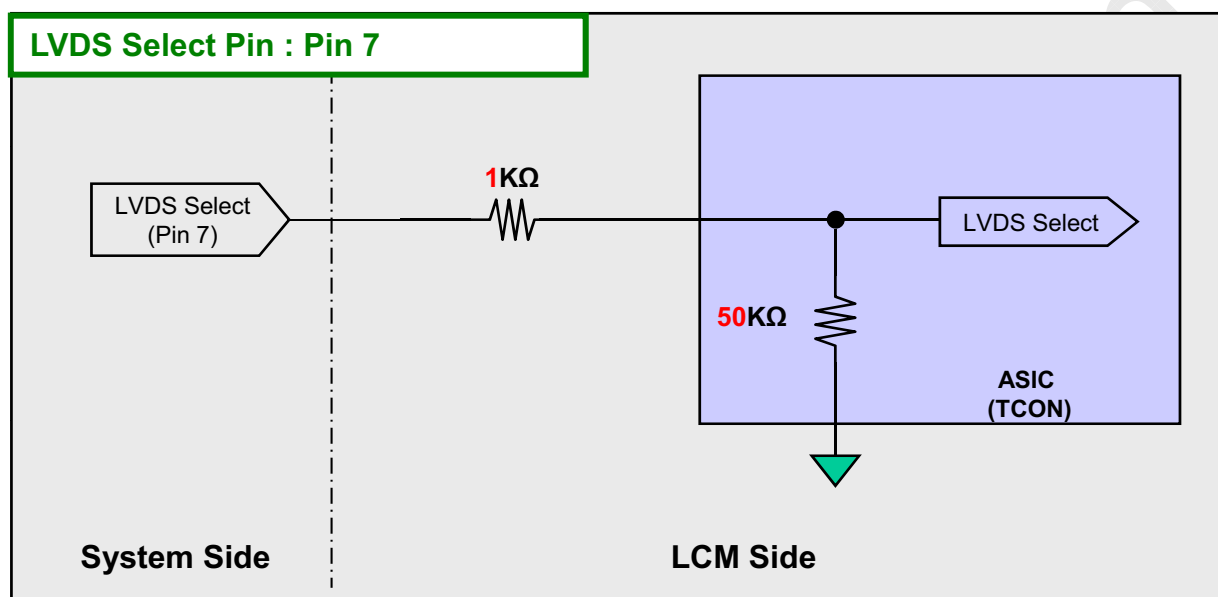 LVDS Select Pin : Pin 7
LVDS Select
(Pin 7)
1KΩ
LVDS Select
50KΩ
ASIC
(TCON)
System Side
LCM Side